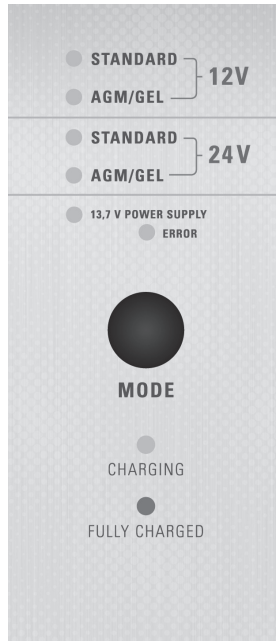 STANDARD
12V
AGM/GEL
STANDARD
24V
AGM/GEL
13,7 V POWER SUPPLY
ERROR
MODE
CHARGING
FULLY CHARGED